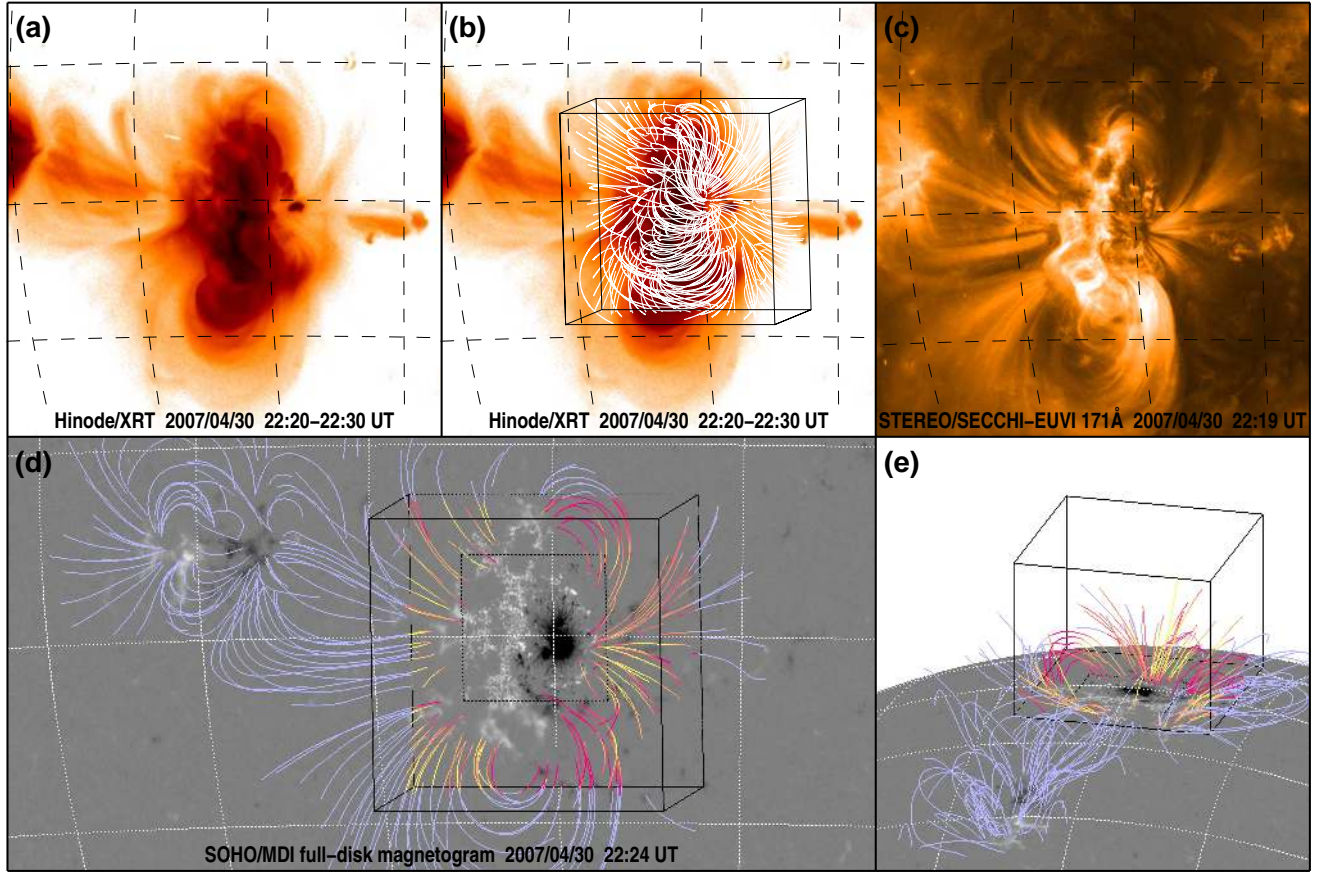 (a)
(b)
(c)
Hinode/XRT 2007/04/30 22:20−22:30 UT
Hinode/XRT 2007/04/30 22:20−22:30 UT
STEREO/SECCHI−EUVI 171Å 2007/04/30 22:19 UT
(d)
(e)
SOHO/MDI full−disk magnetogram 2007/04/30 22:24 UT